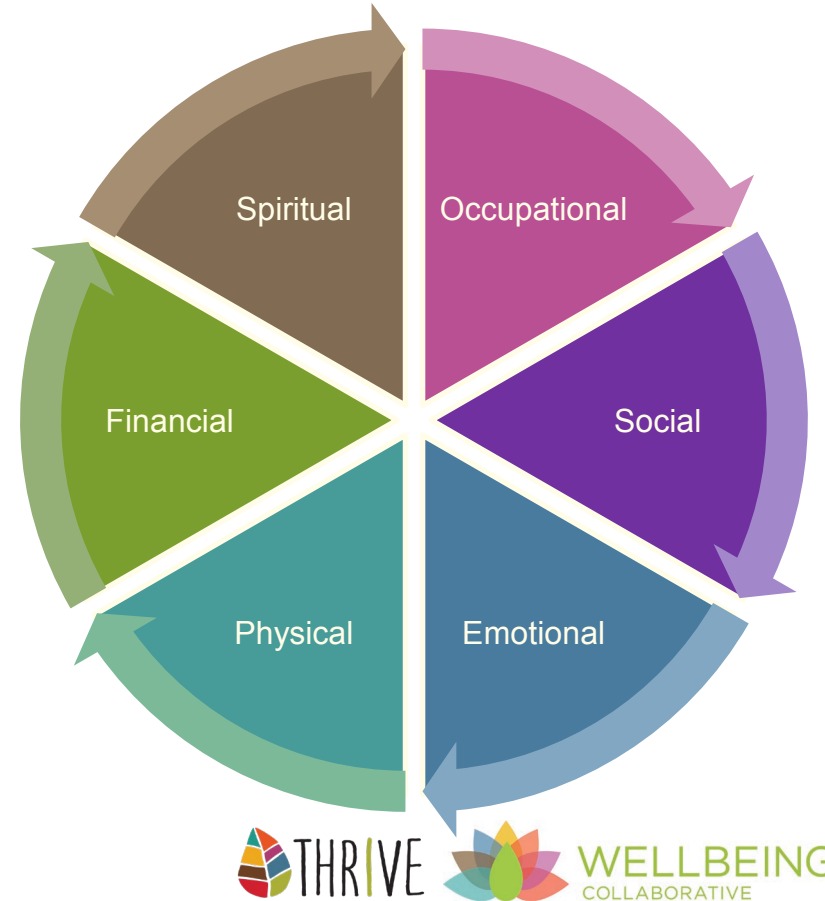 Spiritual
Occupational
Financial
Social
Physical
Emotional
THRIVE
WELLBEING
COLLABORATIVE